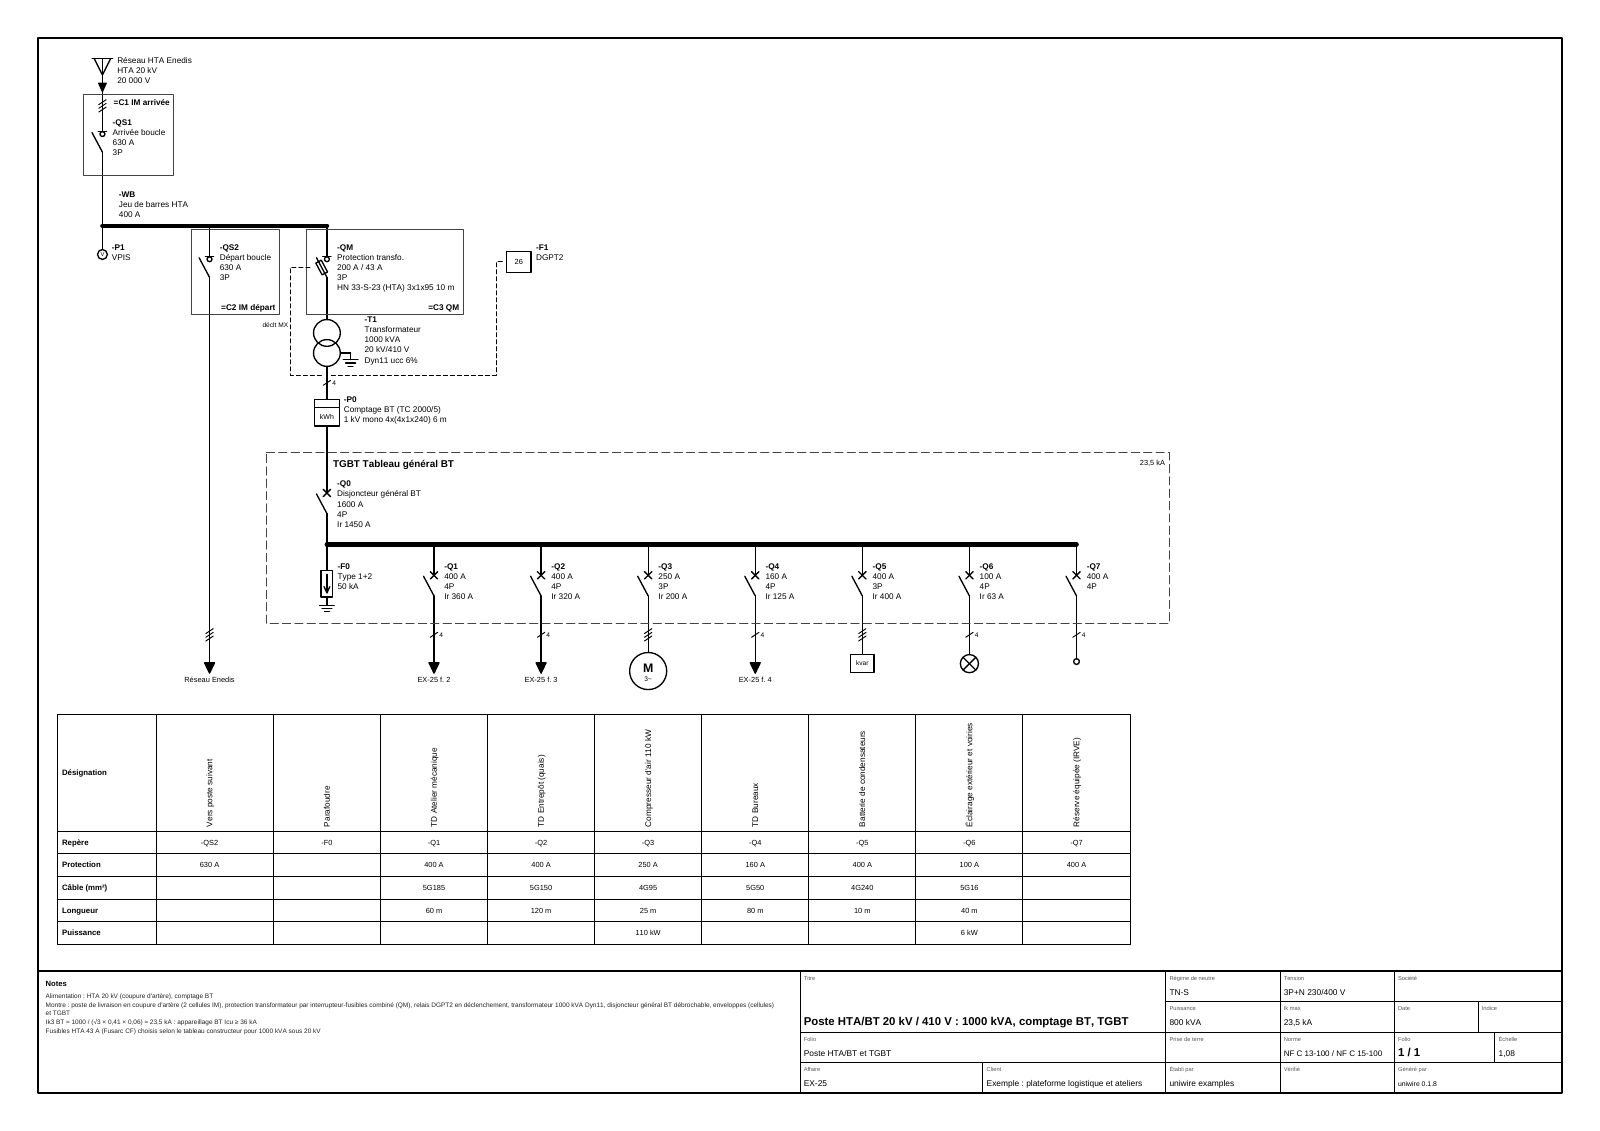 Réseau HTA Enedis
HTA 20 kV
20 000 V
=C1 IM arrivée
-QS1
Arrivée boucle
630 A
3P
-WB
Jeu de barres HTA
400 A
-P1
VPIS
V
-QS2
Départ boucle
630 A
3P
=C2 IM départ
-QM
Protection transfo.
200 A / 43 A
3P
HN 33-S-23 (HTA) 3x1x95 10 m
=C3 QM
26
-F1
DGPT2
déclt MX
-T1
Transformateur
1000 kVA
20 kV/410 V
Dyn11 ucc 6%
4
kWh
-P0
Comptage BT (TC 2000/5)
1 kV mono 4x(4x1x240) 6 m
TGBT Tableau général BT
23,5 kA
-Q0
Disjoncteur général BT
1600 A
4P
Ir 1450 A
-F0
Type 1+2
50 kA
-Q1
400 A
4P
Ir 360 A
-Q2
400 A
4P
Ir 320 A
-Q3
250 A
3P
Ir 200 A
-Q4
160 A
4P
Ir 125 A
-Q5
400 A
3P
Ir 400 A
-Q6
100 A
4P
Ir 63 A
-Q7
400 A
4P
4
4
4
4
4
Réseau Enedis
EX-25 f. 2
EX-25 f. 3
M
3~
EX-25 f. 4
kvar
Désignation
Vers poste suivant
Parafoudre
TD Atelier mécanique
TD Entrepôt (quais)
Compresseur d'air 110 kW
TD Bureaux
Batterie de condensateurs
Éclairage extérieur et voiries
Réserve équipée (IRVE)
Repère -QS2 -F0 -Q1 -Q2 -Q3 -Q4 -Q5 -Q6 -Q7
Protection 630 A 400 A 400 A 250 A 160 A 400 A 100 A 400 A
Câble (mm²) 5G185 5G150 4G95 5G50 4G240 5G16
Longueur 60 m 120 m 25 m 80 m 10 m 40 m
Puissance 110 kW 6 kW
Notes
Alimentation : HTA 20 kV (coupure d'artère), comptage BT
Montre : poste de livraison en coupure d'artère (2 cellules IM), protection transformateur par interrupteur-fusibles combiné (QM), relais DGPT2 en déclenchement, transformateur 1000 kVA Dyn11, disjoncteur général BT débrochable, enveloppes (cellules)
et TGBT
Ik3 BT ≈ 1000 / (√3 × 0,41 × 0,06) ≈ 23,5 kA : appareillage BT Icu ≥ 36 kA
Fusibles HTA 43 A (Fusarc CF) choisis selon le tableau constructeur pour 1000 kVA sous 20 kV
Titre
Poste HTA/BT 20 kV / 410 V : 1000 kVA, comptage BT, TGBT
Folio
Poste HTA/BT et TGBT
Affaire
EX-25
Client
Exemple : plateforme logistique et ateliers
Régime de neutre
TN-S
Tension
3P+N 230/400 V
Société
Puissance
800 kVA
Ik max
23,5 kA
Date
Indice
Prise de terre
Norme
NF C 13-100 / NF C 15-100
Folio
1 / 1
Échelle
1,08
Établi par
uniwire examples
Vérifié
Généré par
uniwire 0.1.8